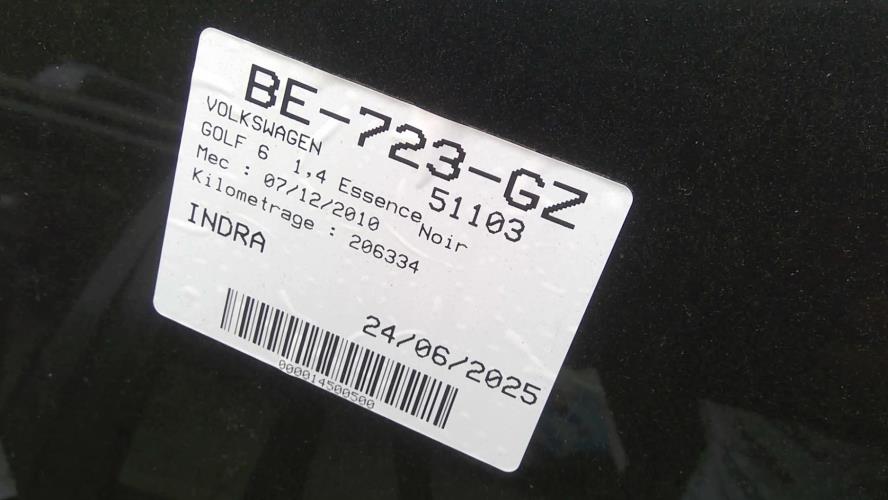 BE-723-GZ
VOLKSWAGEN 51103
GOLF 6 1,4 Essence Noir
Mec : 07/12/2010
Kilometrage : 206334
INDRA
24/06/2025
000014500500